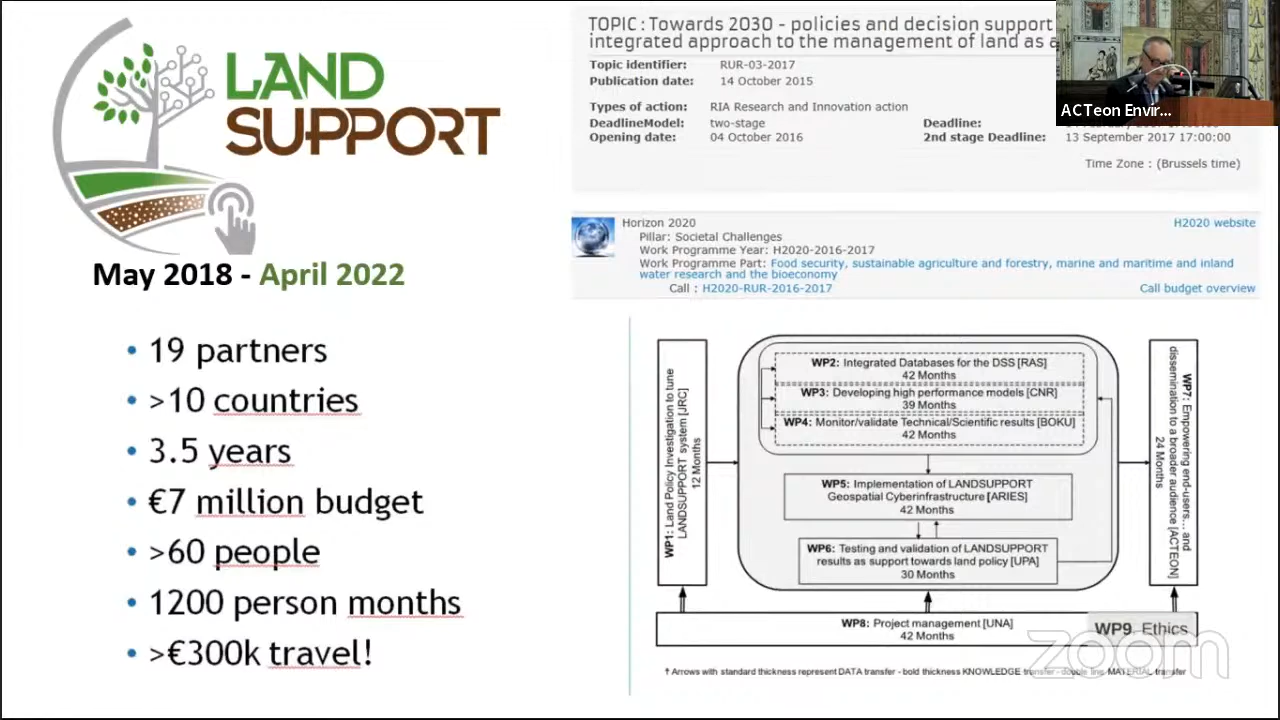 LAND
SUPPORT
May 2018 - April 2022
• 19 partners
• >10 countries
• 3.5 years
• €7 million budget
• >60 people
• 1200 person months
• >€300k travel!
TOPIC : Towards 2030 - policies and decision support
integrated approach to the management of land as a
Topic identifier: RUR-03-2017
Publication date: 14 October 2015
Types of action: RIA Research and Innovation action
DeadlineModel: two-stage Deadline:
Opening date: 04 October 2016 2nd stage Deadline: 13 September 2017 17:00:00
Time Zone : (Brussels time)
ACTeon Envir...
Horizon 2020 H2020 website
Pillar: Societal Challenges
Work Programme Year: H2020-2016-2017
Work Programme Part: Food security, sustainable agriculture and forestry, marine and maritime and inland
water research and the bioeconomy
Call : H2020-RUR-2016-2017 Call budget overview
WP1: Land Policy Investigation to tune
LANDSUPPORT system [JRC]
12 Months
WP2: Integrated Databases for the DSS [RAS]
42 Months
WP3: Developing high performance models [CNR]
39 Months
WP4: Monitor/validate Technical/Scientific results [BOKU]
42 Months
WP5: Implementation of LANDSUPPORT
Geospatial Cyberinfrastructure [ARIES]
42 Months
WP6: Testing and validation of LANDSUPPORT
results as support towards land policy [UPA]
30 Months
WP7: Empowering end-users... and
dissemination to a broader audience [ACTEON]
24 Months
WP8: Project management [UNA]
42 Months
WP9. Ethics
† Arrows with standard thickness represent DATA transfer - bold thickness KNOWLEDGE transfer - double line MATERIAL transfer
zoom